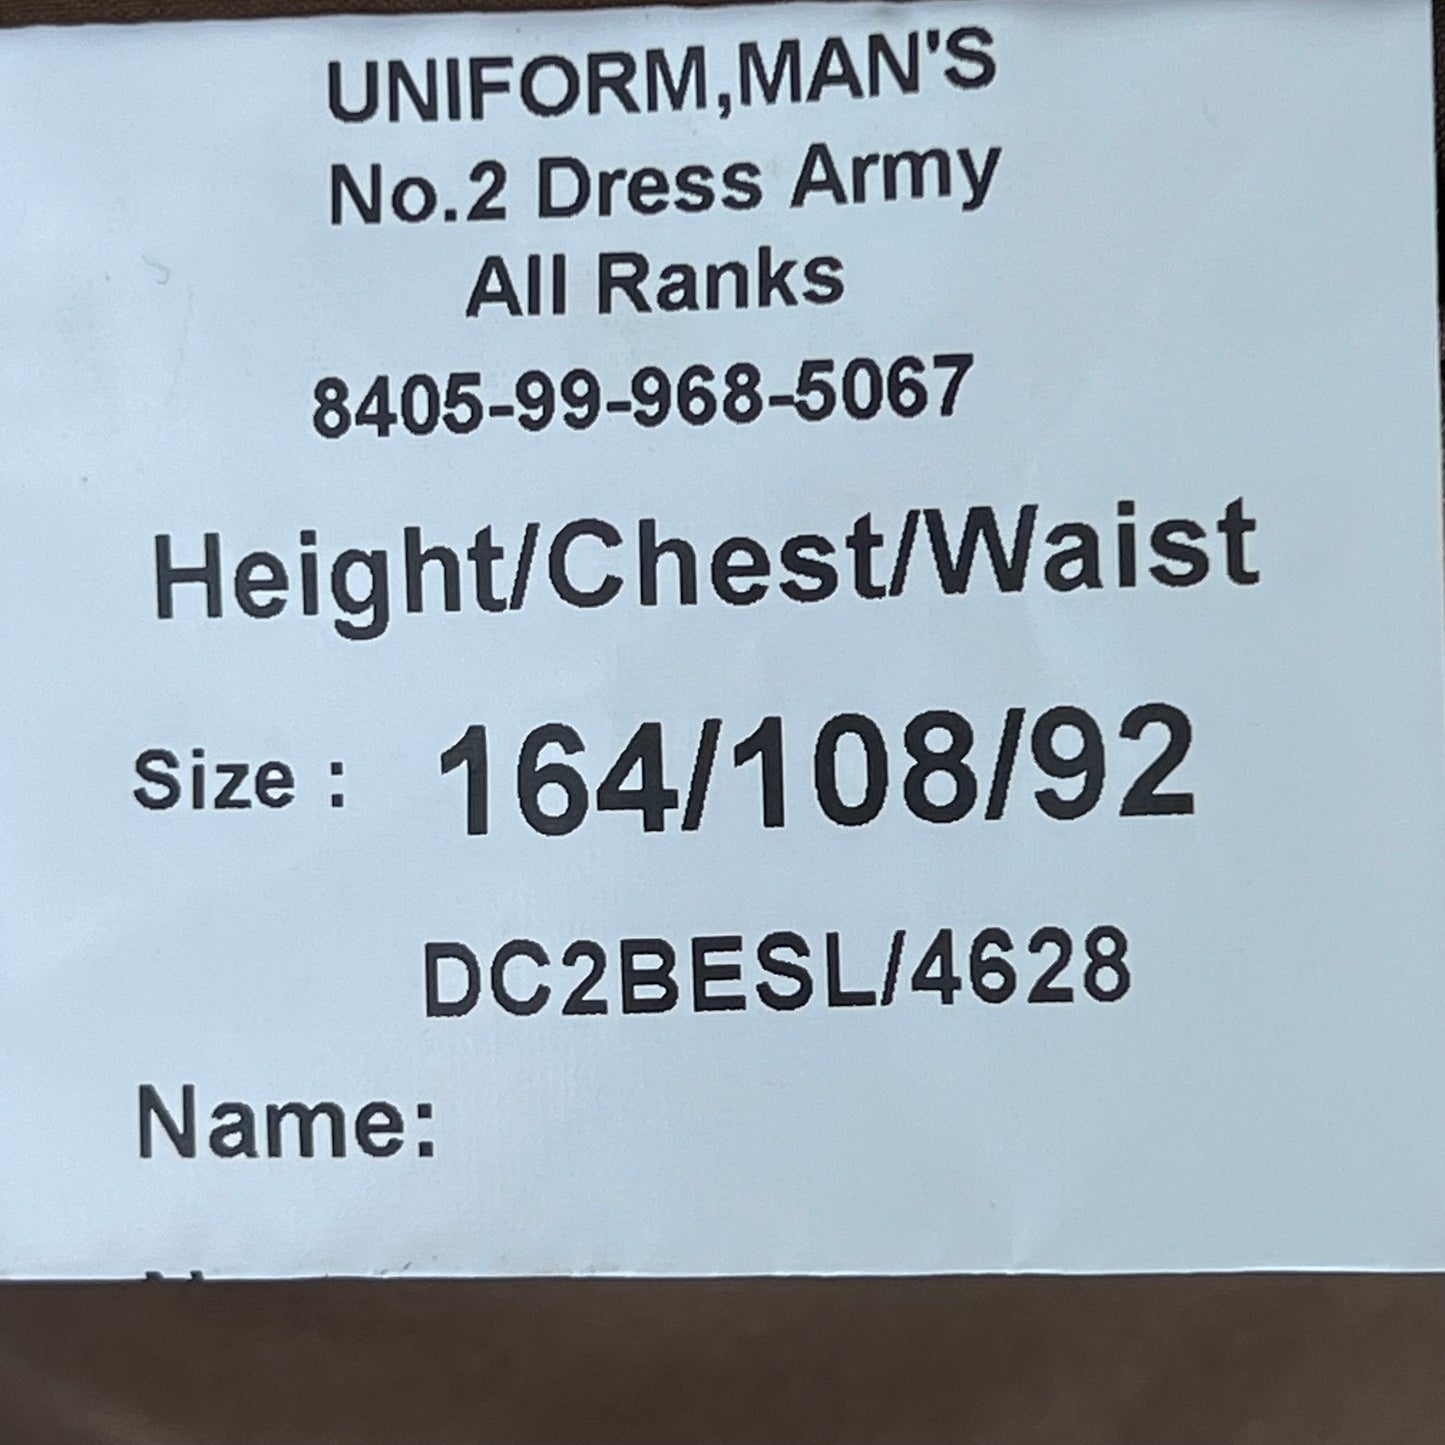 UNIFORM,MAN'S
No.2 Dress Army
All Ranks
8405-99-968-5067
Height/Chest/Waist
Size : 164/108/92
DC2BESL/4628
Name: